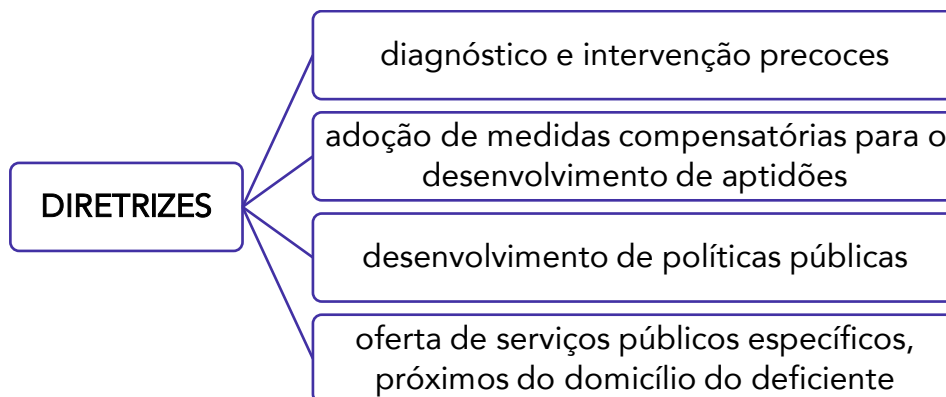 diagnóstico e intervenção precoces
adoção de medidas compensatórias para o
desenvolvimento de aptidões
DIRETRIZES
desenvolvimento de políticas públicas
oferta de serviços públicos específicos,
próximos do domicílio do deficiente